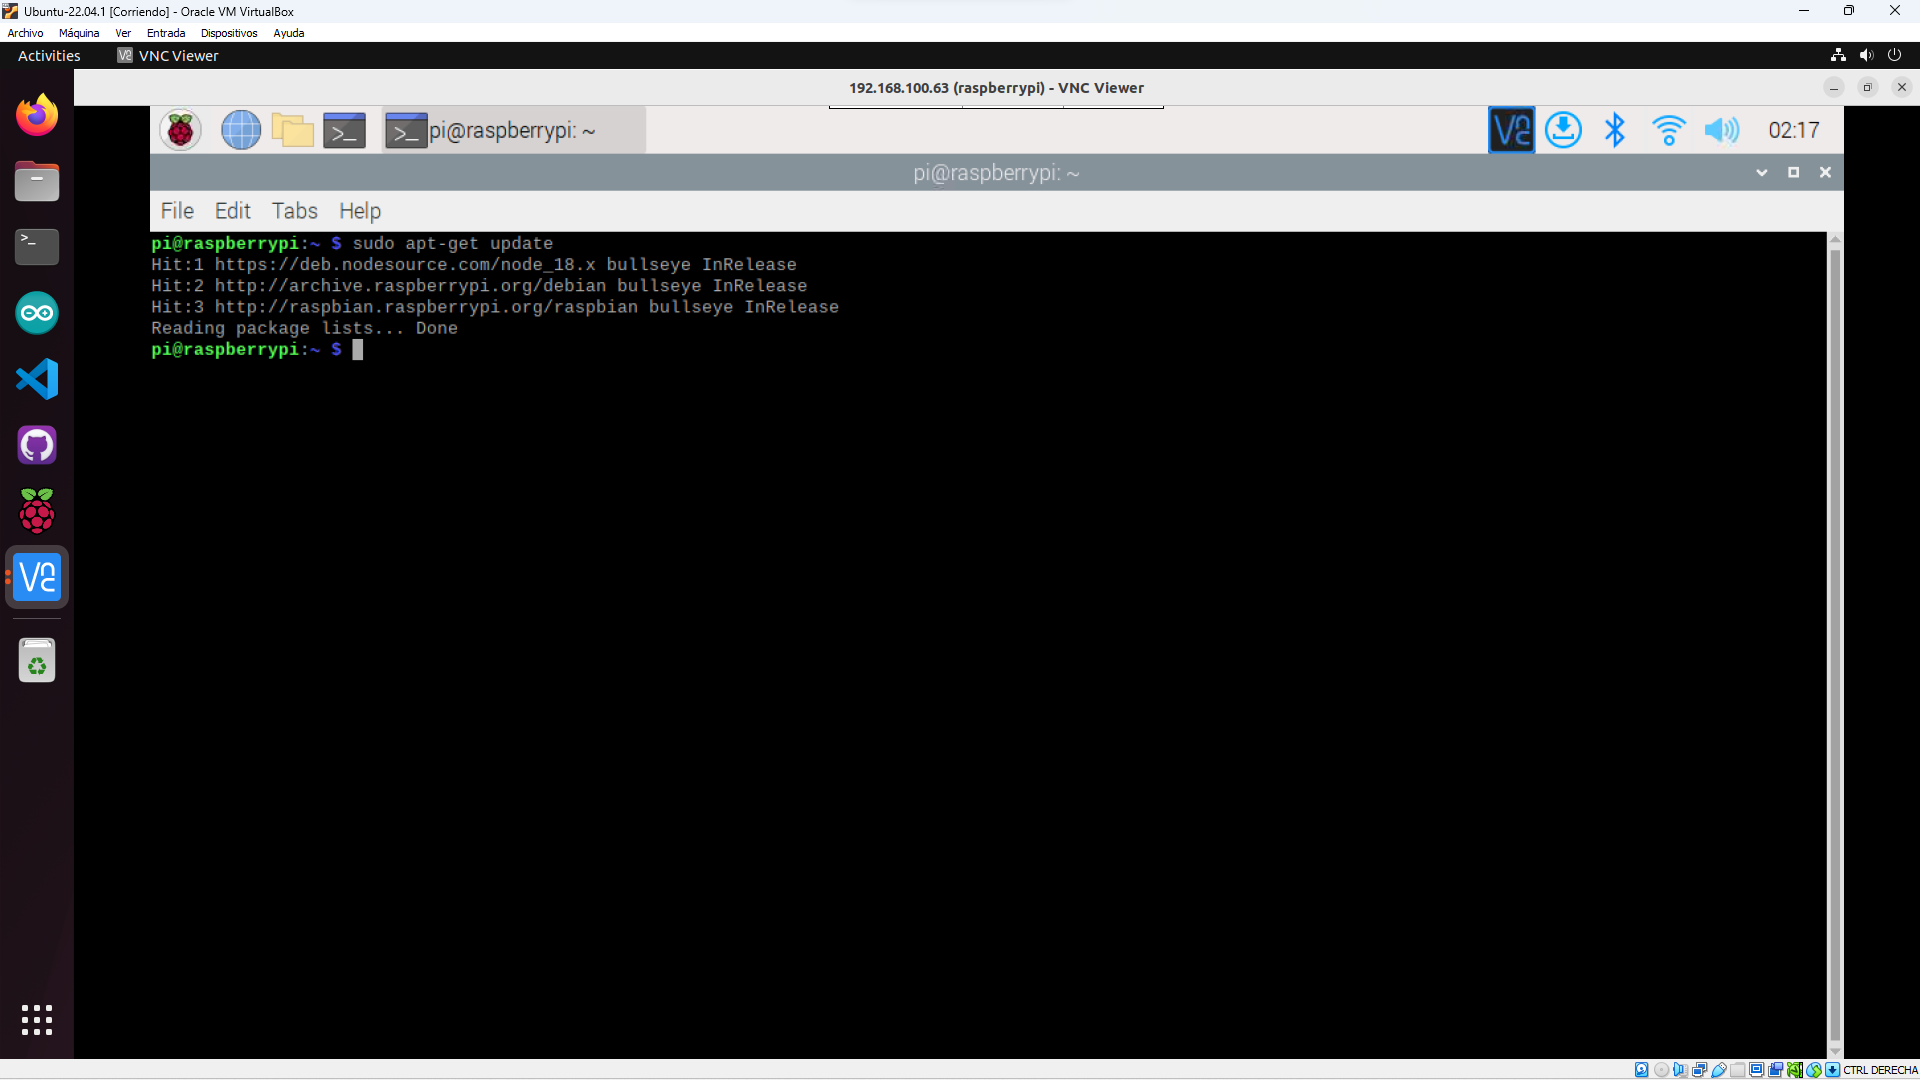 Ubuntu-22.04.1 [Corriendo] - Oracle VM VirtualBox
Archivo Máquina Ver Entrada Dispositivos Ayuda
Activities VNC Viewer
192.168.100.63 (raspberrypi) - VNC Viewer
pi@raspberrypi: ~ 02:17
pi@raspberrypi: ~
File Edit Tabs Help
pi@raspberrypi:~ $ sudo apt-get update
Hit:1 https://deb.nodesource.com/node_18.x bullseye InRelease
Hit:2 http://archive.raspberrypi.org/debian bullseye InRelease
Hit:3 http://raspbian.raspberrypi.org/raspbian bullseye InRelease
Reading package lists... Done
pi@raspberrypi:~ $
CTRL DERECHA